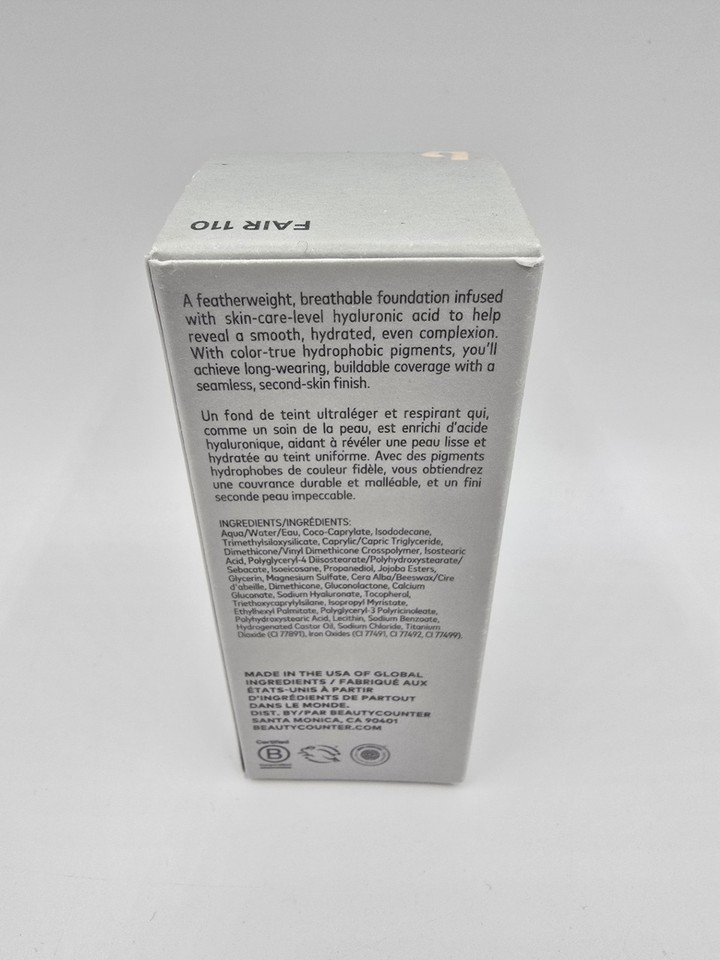 FAIR 110
A featherweight, breathable foundation infused
with skin-care-level hyaluronic acid to help
reveal a smooth, hydrated, even complexion.
With color-true hydrophobic pigments, you'll
achieve long-wearing, buildable coverage with a
seamless, second-skin finish.
Un fond de teint ultraléger et respirant qui,
comme un soin de la peau, est enrichi d'acide
hyaluronique, aidant à révéler une peau lisse et
hydratée au teint uniforme. Avec des pigments
hydrophobes de couleur fidèle, vous obtiendrez
une couvrance durable et malléable, et un fini
seconde peau impeccable.
INGREDIENTS/INGRÉDIENTS:
Aqua/Water/Eau, Coco-Caprylate, Isododecane,
Trimethylsiloxysilicate, Caprylic/Capric Triglyceride,
Dimethicone/Vinyl Dimethicone Crosspolymer, Isostearic
Acid, Polyglyceryl-4 Diisostearate/Polyhydroxystearate/
Sebacate, Isoeicosane, Propanediol, Jojoba Esters,
Glycerin, Magnesium Sulfate, Cera Alba/Beeswax/Cire
d'abeille, Dimethicone, Gluconolactone, Calcium
Gluconate, Sodium Hyaluronate, Tocopherol,
Triethoxycaprylylsilane, Isopropyl Myristate,
Ethylhexyl Palmitate, Polyglyceryl-3 Polyricinoleate,
Polyhydroxystearic Acid, Lecithin, Sodium Benzoate,
Hydrogenated Castor Oil, Sodium Chloride, Titanium
Dioxide (CI 77891), Iron Oxides (CI 77491, CI 77492, CI 77499).
MADE IN THE USA OF GLOBAL
INGREDIENTS / FABRIQUÉ AUX
ÉTATS-UNIS À PARTIR
D'INGRÉDIENTS DE PARTOUT
DANS LE MONDE.
DIST. BY/PAR BEAUTYCOUNTER
SANTA MONICA, CA 90401
BEAUTYCOUNTER.COM
Certified
B